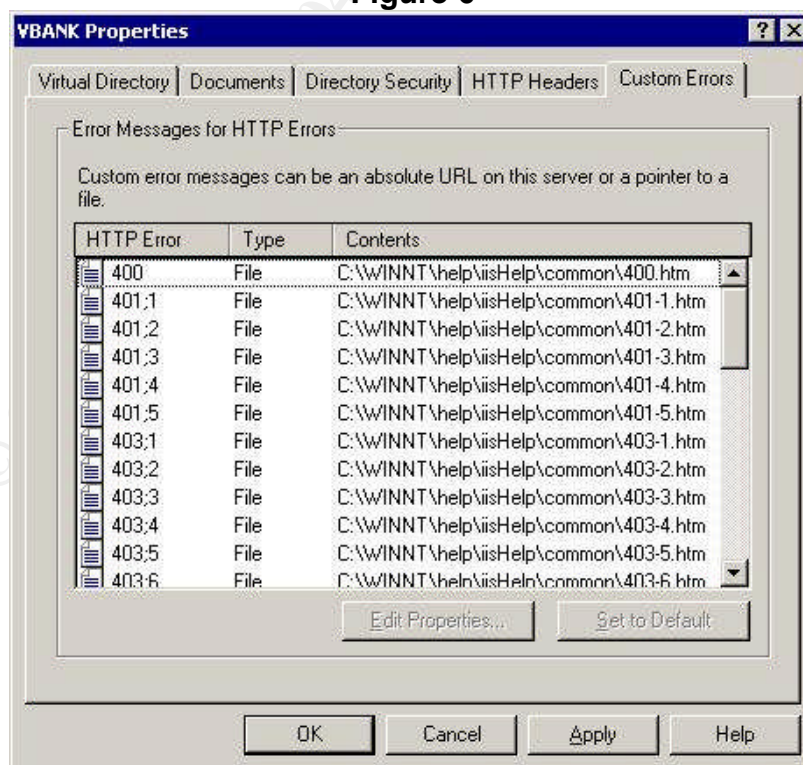 VBANK Properties
Virtual Directory Documents Directory Security HTTP Headers Custom Errors
Error Messages for HTTP Errors
Custom error messages can be an absolute URL on this server or a pointer to a
file.
HTTP Error Type Contents
400 File C:\WINNT\help\iisHelp\common\400.htm
401;1 File C:\WINNT\help\iisHelp\common\401-1.htm
401;2 File C:\WINNT\help\iisHelp\common\401-2.htm
401;3 File C:\WINNT\help\iisHelp\common\401-3.htm
401;4 File C:\WINNT\help\iisHelp\common\401-4.htm
401;5 File C:\WINNT\help\iisHelp\common\401-5.htm
403;1 File C:\WINNT\help\iisHelp\common\403-1.htm
403;2 File C:\WINNT\help\iisHelp\common\403-2.htm
403;3 File C:\WINNT\help\iisHelp\common\403-3.htm
403;4 File C:\WINNT\help\iisHelp\common\403-4.htm
403;5 File C:\WINNT\help\iisHelp\common\403-5.htm
403;6 File C:\WINNT\help\iisHelp\common\403-6.htm
Edit Properties... Set to Default
OK Cancel Apply Help